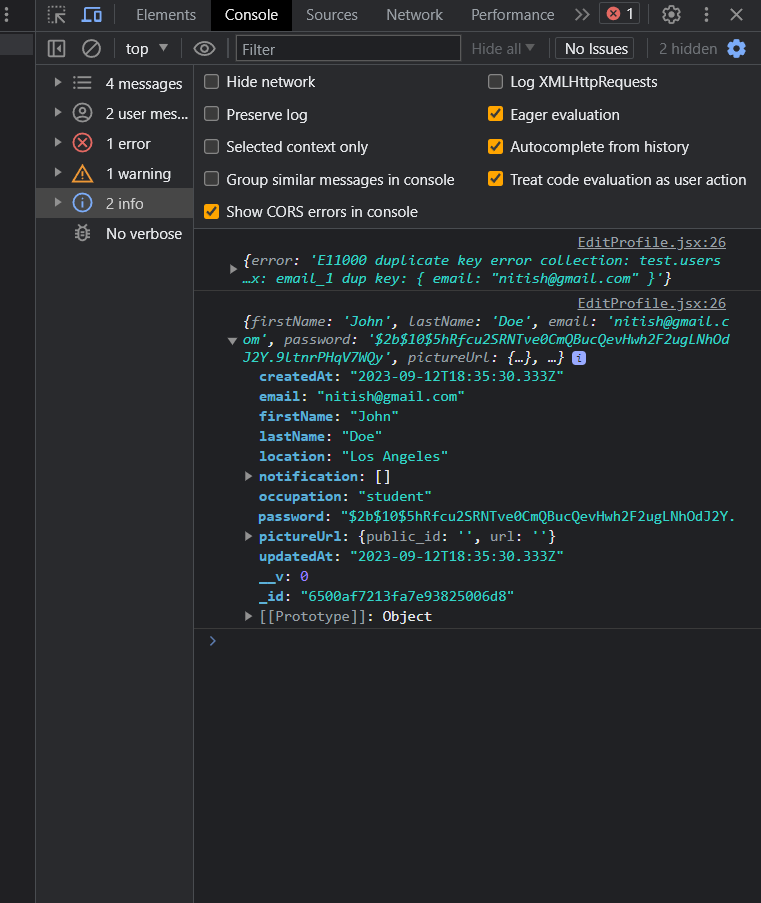 Elements Console Sources Network Performance 1
top Filter Hide all No Issues 2 hidden
4 messages
2 user mes...
1 error
1 warning
2 info
No verbose
Hide network Log XMLHttpRequests
Preserve log Eager evaluation
Selected context only Autocomplete from history
Group similar messages in console Treat code evaluation as user action
Show CORS errors in console
EditProfile.jsx:26
{error: 'E11000 duplicate key error collection: test.users
…x: email_1 dup key: { email: "nitish@gmail.com" }'}
EditProfile.jsx:26
{firstName: 'John', lastName: 'Doe', email: 'nitish@gmail.c
om', password: '$2b$10$5hRfcu2SRNTve0CmQBucQevHwh2F2ugLNhOd
J2Y.9ltnrPHqV7WQy', pictureUrl: {…}, …} i
createdAt: "2023-09-12T18:35:30.333Z"
email: "nitish@gmail.com"
firstName: "John"
lastName: "Doe"
location: "Los Angeles"
notification: []
occupation: "student"
password: "$2b$10$5hRfcu2SRNTve0CmQBucQevHwh2F2ugLNhOdJ2Y.
pictureUrl: {public_id: '', url: ''}
updatedAt: "2023-09-12T18:35:30.333Z"
__v: 0
_id: "6500af7213fa7e93825006d8"
[[Prototype]]: Object